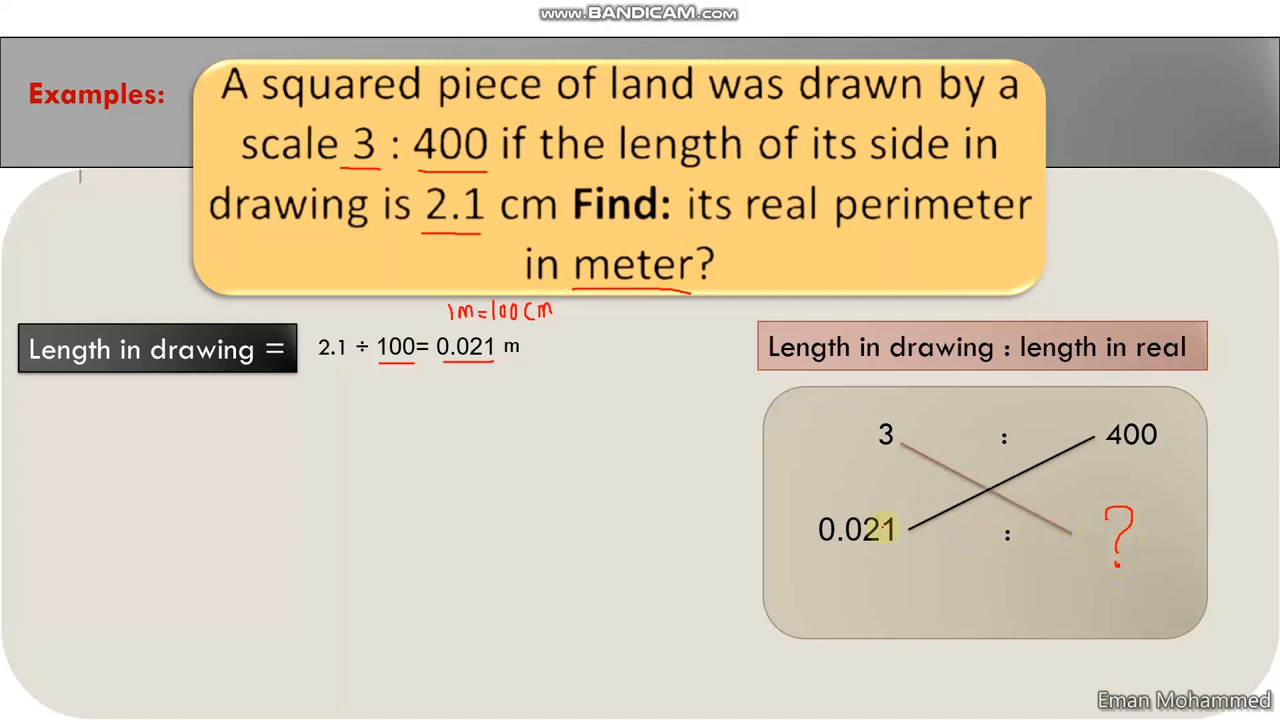 www.BANDICAM.com
Examples:
A squared piece of land was drawn by a
scale 3 : 400 if the length of its side in
drawing is 2.1 cm Find: its real perimeter
in meter?
1m=100cm
Length in drawing =
2.1 ÷ 100= 0.021 m
Length in drawing : length in real
3 : 400
0.021 : ?
Eman Mohammed